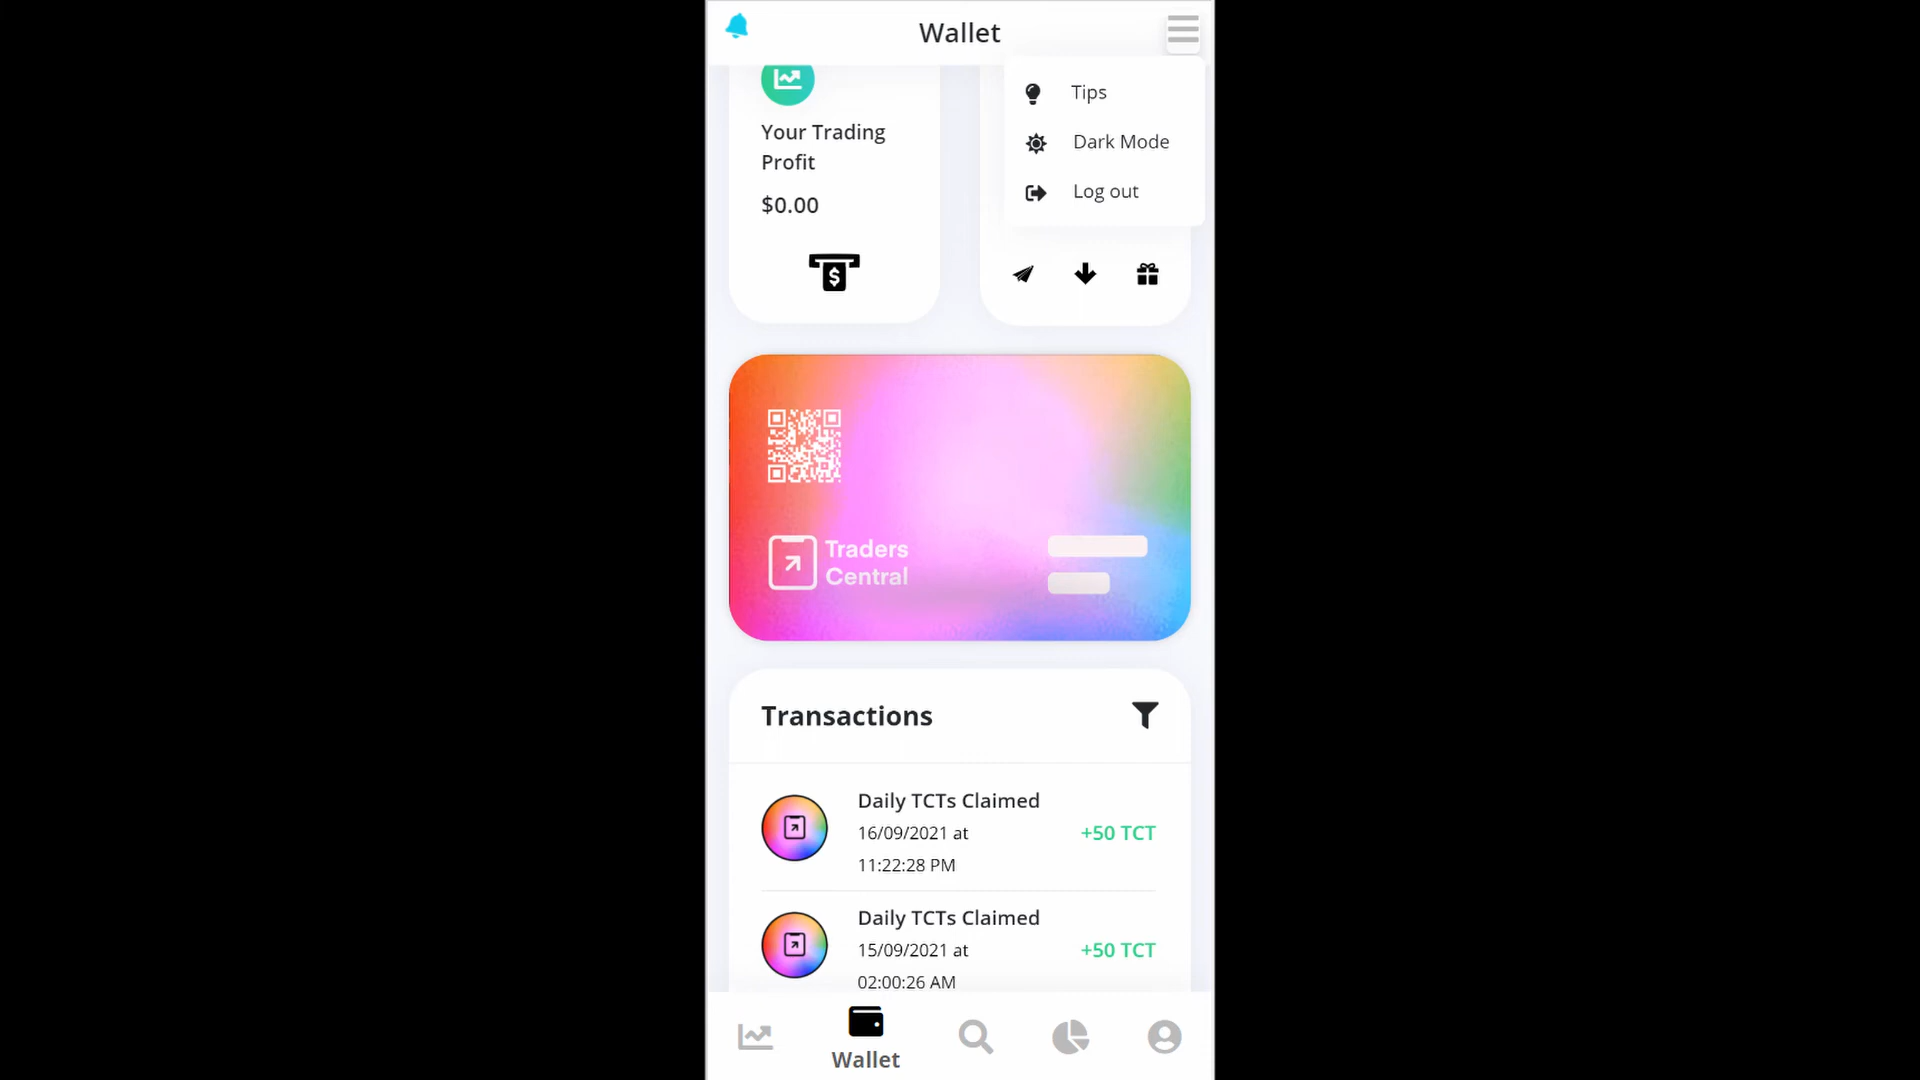 Wallet
Tips
Dark Mode
Log out
Your Trading
Profit
$0.00
Traders
Central
Transactions
Daily TCTs Claimed
16/09/2021 at
11:22:28 PM
+50 TCT
Daily TCTs Claimed
15/09/2021 at
02:00:26 AM
+50 TCT
Wallet